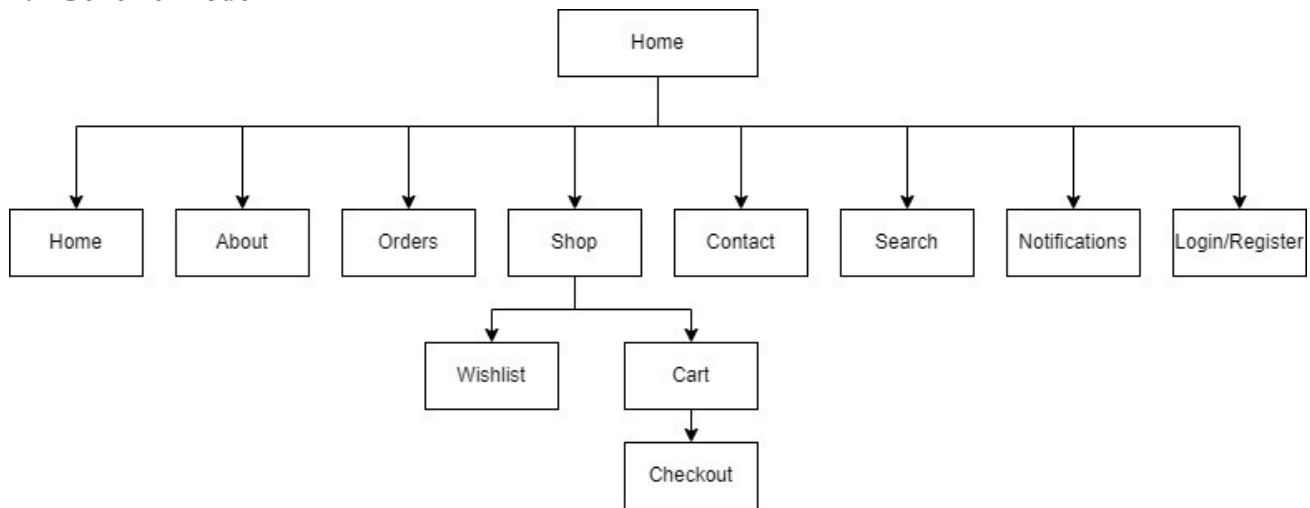 Home
Home
About
Orders
Shop
Contact
Search
Notifications
Login/Register
Wishlist
Cart
Checkout